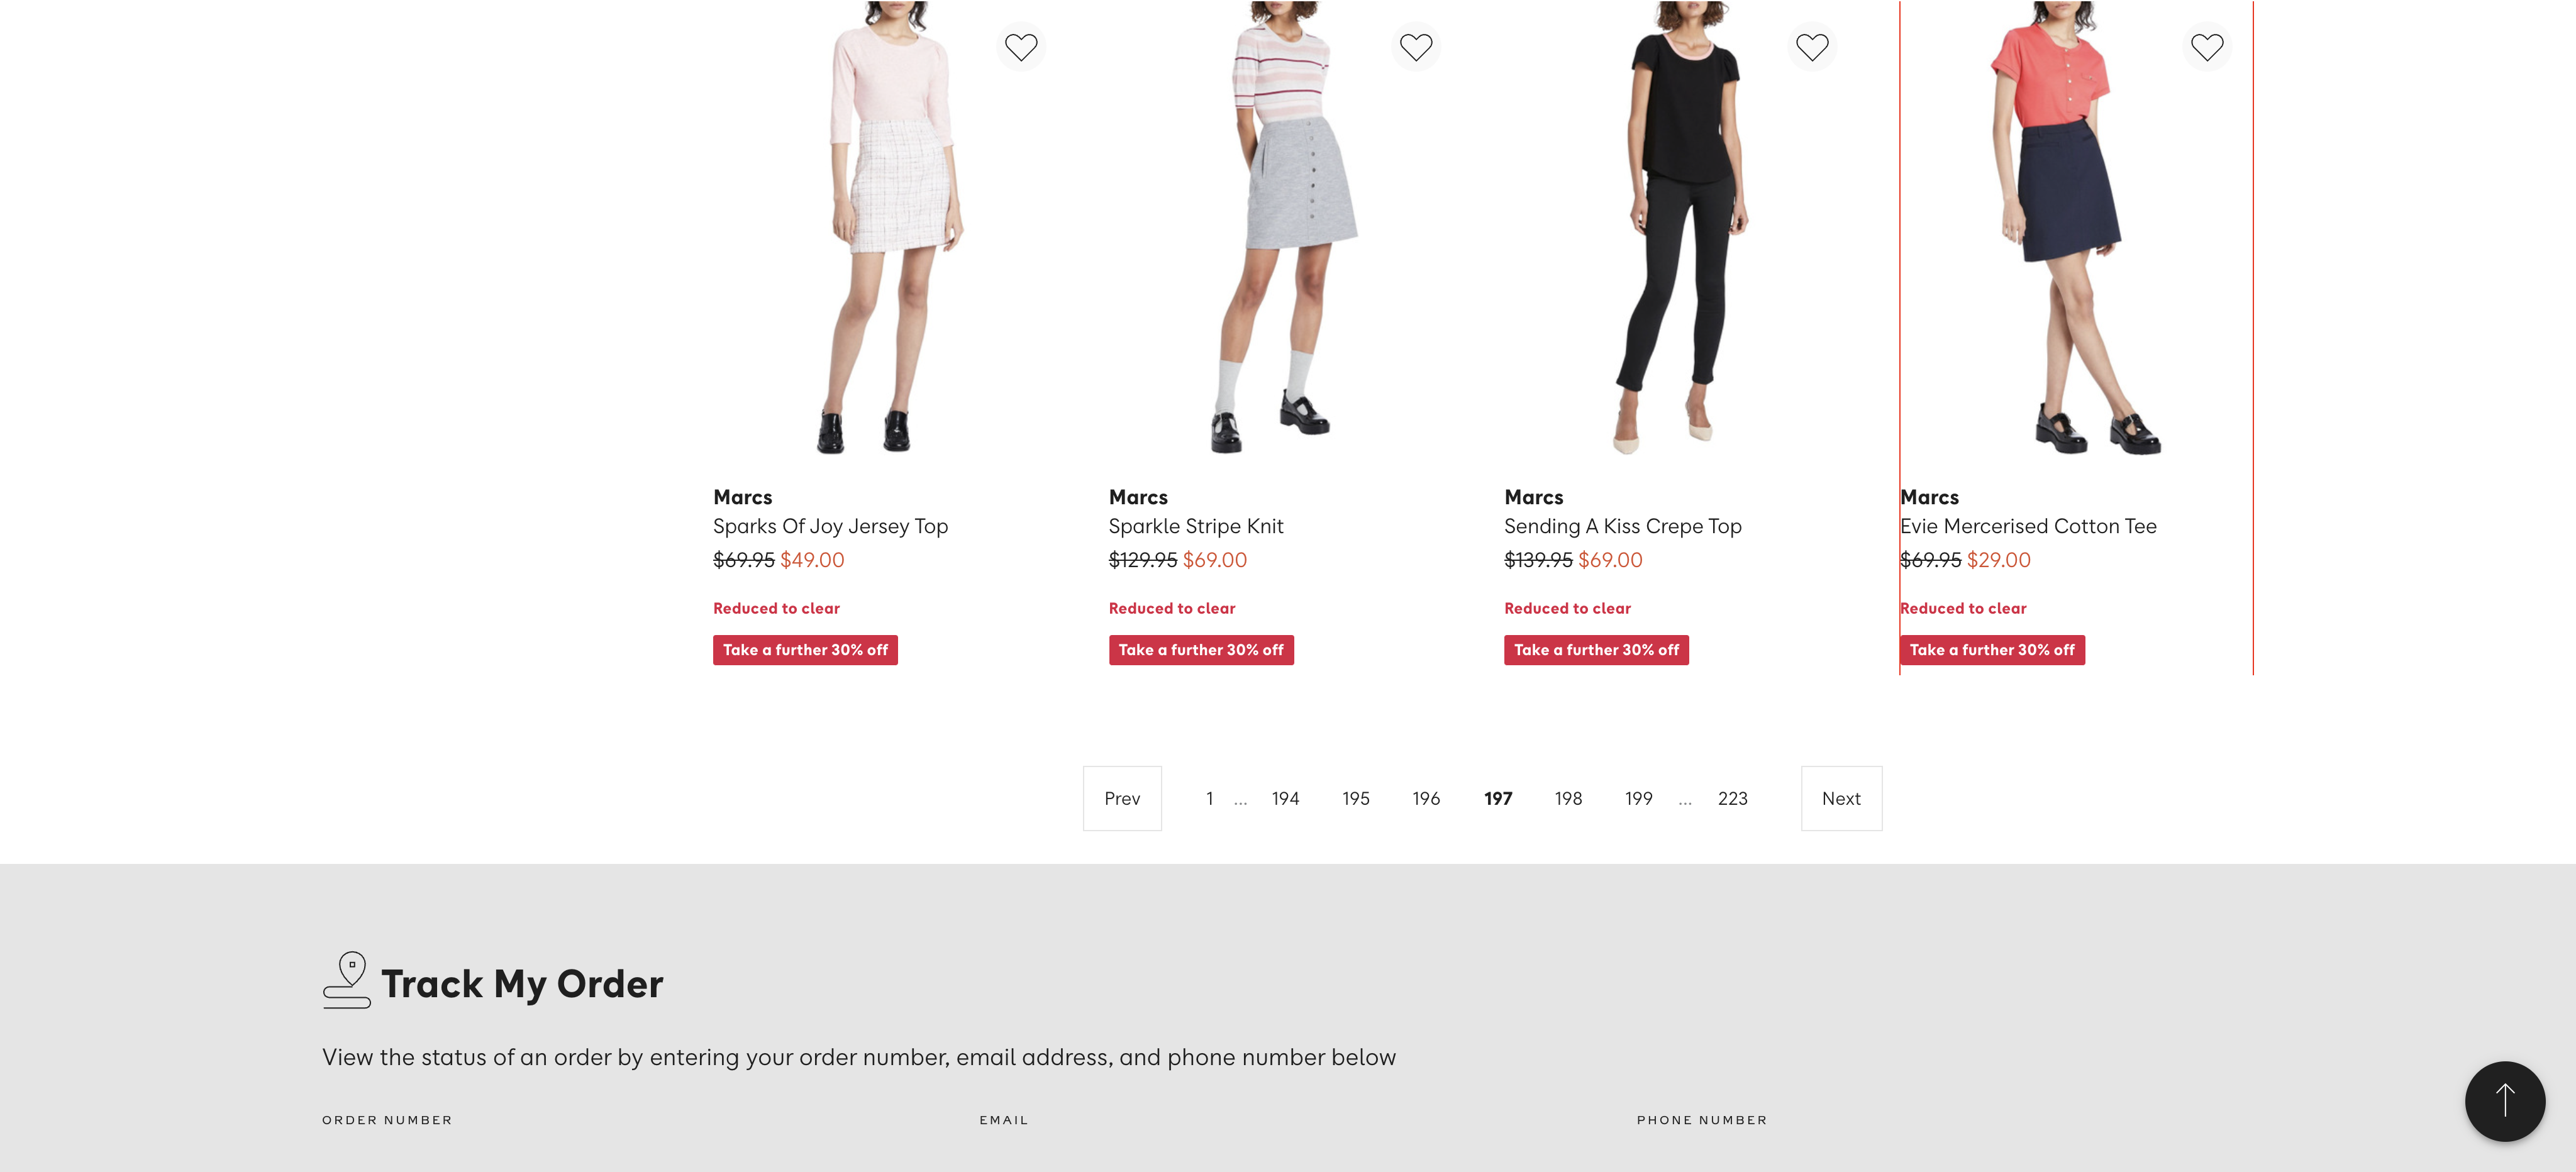 Marcs
Sparks Of Joy Jersey Top
$69.95 $49.00
Reduced to clear
Take a further 30% off
Marcs
Sparkle Stripe Knit
$129.95 $69.00
Reduced to clear
Take a further 30% off
Marcs
Sending A Kiss Crepe Top
$139.95 $69.00
Reduced to clear
Take a further 30% off
Marcs
Evie Mercerised Cotton Tee
$69.95 $29.00
Reduced to clear
Take a further 30% off
Prev 1 ... 194 195 196 197 198 199 ... 223 Next
Track My Order
View the status of an order by entering your order number, email address, and phone number below
ORDER NUMBER EMAIL PHONE NUMBER